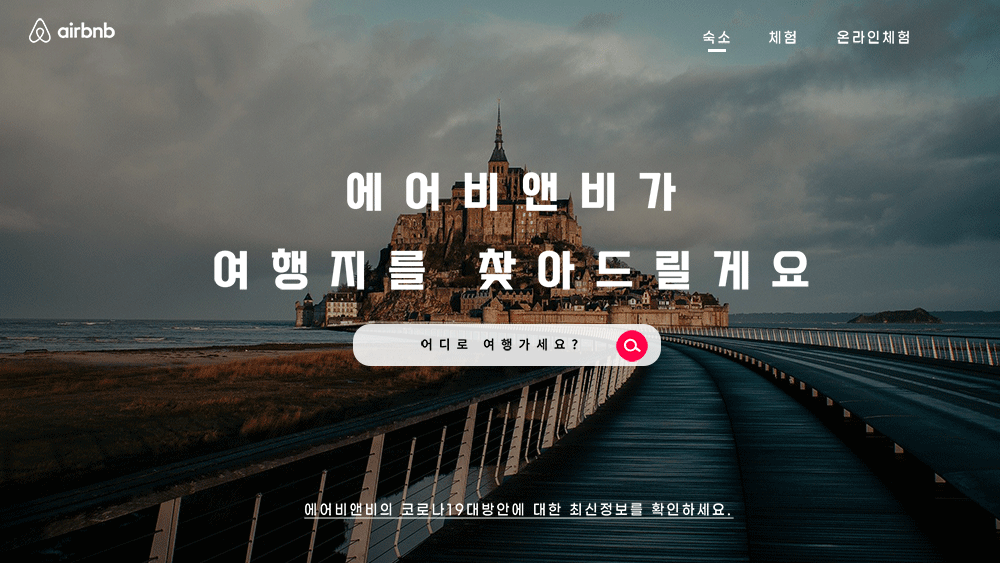 airbnb
숙소 체험 온라인체험
에어비앤비가
여행지를 찾아드릴게요
어디로 여행가세요?
에어비앤비의 코로나19대방안에 대한 최신정보를 확인하세요.